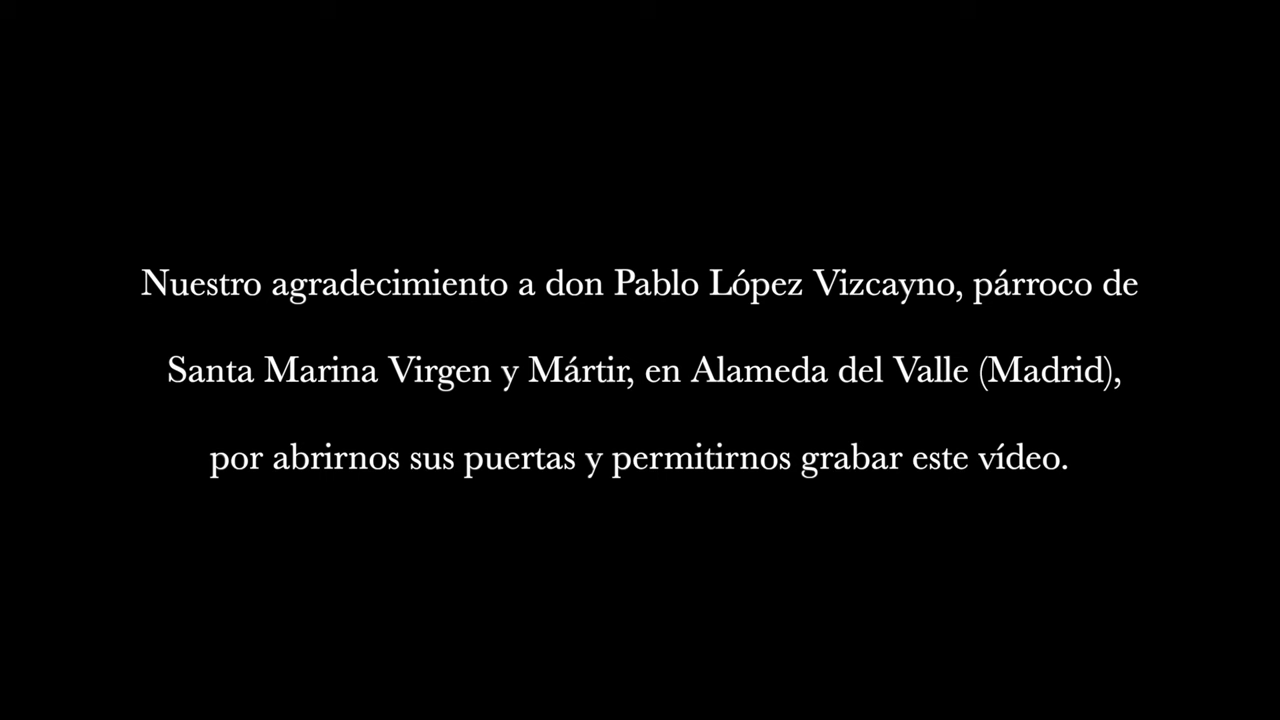 Nuestro agradecimiento a don Pablo López Vizcayno, párroco de
Santa Marina Virgen y Mártir, en Alameda del Valle (Madrid),
por abrirnos sus puertas y permitirnos grabar este vídeo.